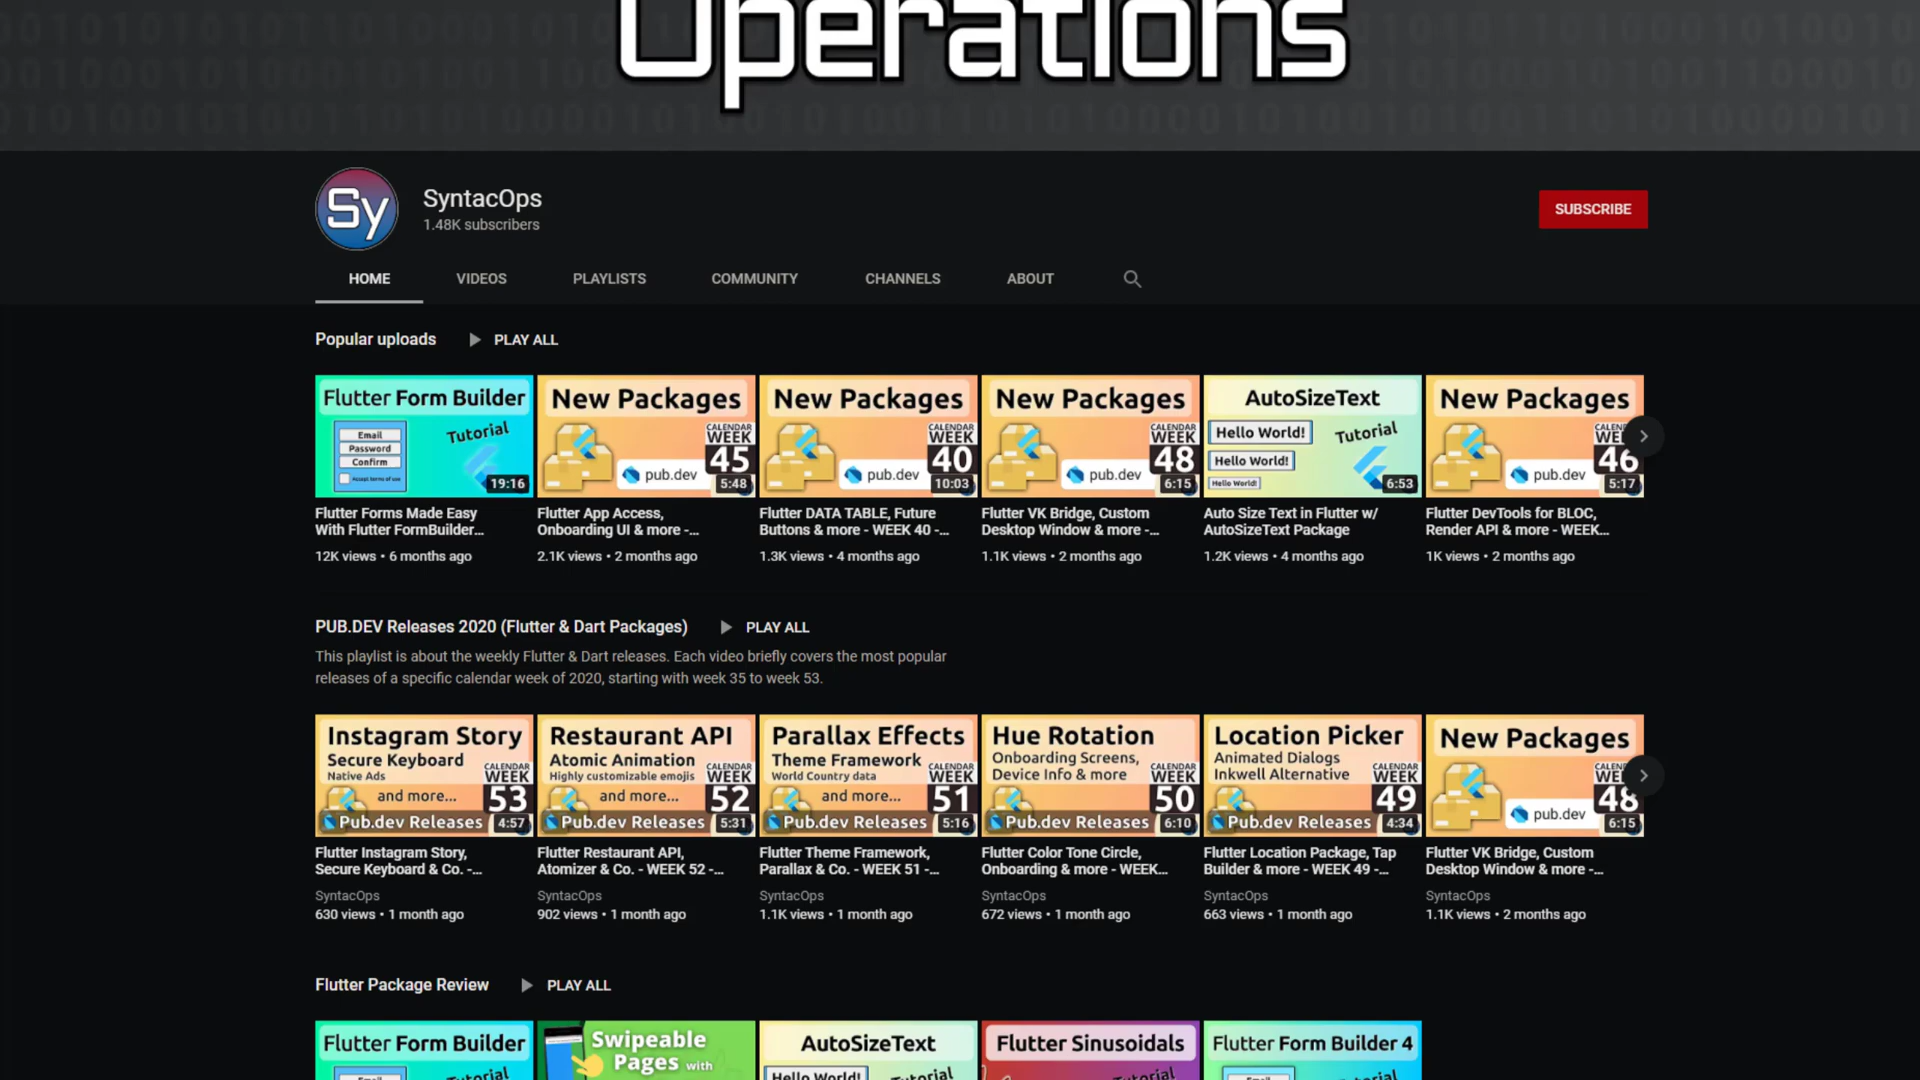 Operations
Sy
SyntacOps
1.48K subscribers
SUBSCRIBE
HOME VIDEOS PLAYLISTS COMMUNITY CHANNELS ABOUT
Popular uploads PLAY ALL
Flutter Form Builder
Email
Password
Confirm
Accept terms of use
Tutorial
19:16
New Packages
CALENDAR
WEEK
45
pub.dev
5:48
New Packages
CALENDAR
WEEK
40
pub.dev
10:03
New Packages
CALENDAR
WEEK
48
pub.dev
6:15
AutoSizeText
Hello World!
Hello World!
Hello World!
Tutorial
6:53
New Packages
46
pub.dev
5:17
Flutter Forms Made Easy
With Flutter FormBuilder...
12K views • 6 months ago
Flutter App Access,
Onboarding UI & more -...
2.1K views • 2 months ago
Flutter DATA TABLE, Future
Buttons & more - WEEK 40 -...
1.3K views • 4 months ago
Flutter VK Bridge, Custom
Desktop Window & more -...
1.1K views • 2 months ago
Auto Size Text in Flutter w/
AutoSizeText Package
1.2K views • 4 months ago
Flutter DevTools for BLOC,
Render API & more - WEEK...
1K views • 2 months ago
PUB.DEV Releases 2020 (Flutter & Dart Packages) PLAY ALL
This playlist is about the weekly Flutter & Dart releases. Each video briefly covers the most popular
releases of a specific calendar week of 2020, starting with week 35 to week 53.
Instagram Story
Secure Keyboard
Native Ads
and more...
CALENDAR
WEEK
53
Pub.dev Releases
4:57
Restaurant API
Atomic Animation
Highly customizable emojis
and more...
CALENDAR
WEEK
52
Pub.dev Releases
5:31
Parallax Effects
Theme Framework
World Country data
and more...
CALENDAR
WEEK
51
Pub.dev Releases
5:16
Hue Rotation
Onboarding Screens,
Device Info & more
CALENDAR
WEEK
50
Pub.dev Releases
6:10
Location Picker
Animated Dialogs
Inkwell Alternative
CALENDAR
WEEK
49
Pub.dev Releases
4:34
New Packages
48
pub.dev
6:15
Flutter Instagram Story,
Secure Keyboard & Co. -...
SyntacOps
630 views • 1 month ago
Flutter Restaurant API,
Atomizer & Co. - WEEK 52 -...
SyntacOps
902 views • 1 month ago
Flutter Theme Framework,
Parallax & Co. - WEEK 51 -...
SyntacOps
1.1K views • 1 month ago
Flutter Color Tone Circle,
Onboarding & more - WEEK...
SyntacOps
672 views • 1 month ago
Flutter Location Package, Tap
Builder & more - WEEK 49 -...
SyntacOps
663 views • 1 month ago
Flutter VK Bridge, Custom
Desktop Window & more -...
SyntacOps
1.1K views • 2 months ago
Flutter Package Review PLAY ALL
Flutter Form Builder
Email
Tutorial
Swipeable
Pages with
AutoSizeText
Hello World!
Tutorial
Flutter Sinusoidals
Tutorial
Flutter Form Builder 4
Email
Tutorial